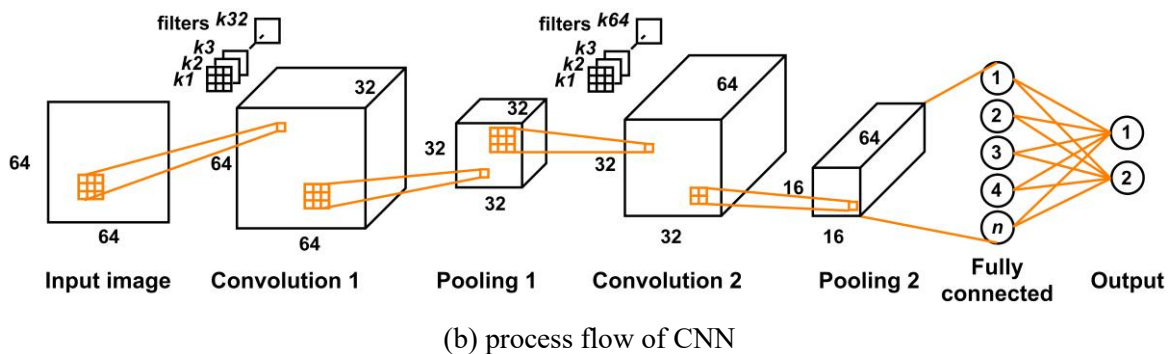 filters k32
k3
k2
k1
32
64
64
64
64
Input image
Convolution 1
32
32
32
Pooling 1
filters k64
k3
k2
k1
64
32
32
Convolution 2
64
16
16
Pooling 2
1
2
3
4
n
Fully
connected
1
2
Output
(b) process flow of CNN